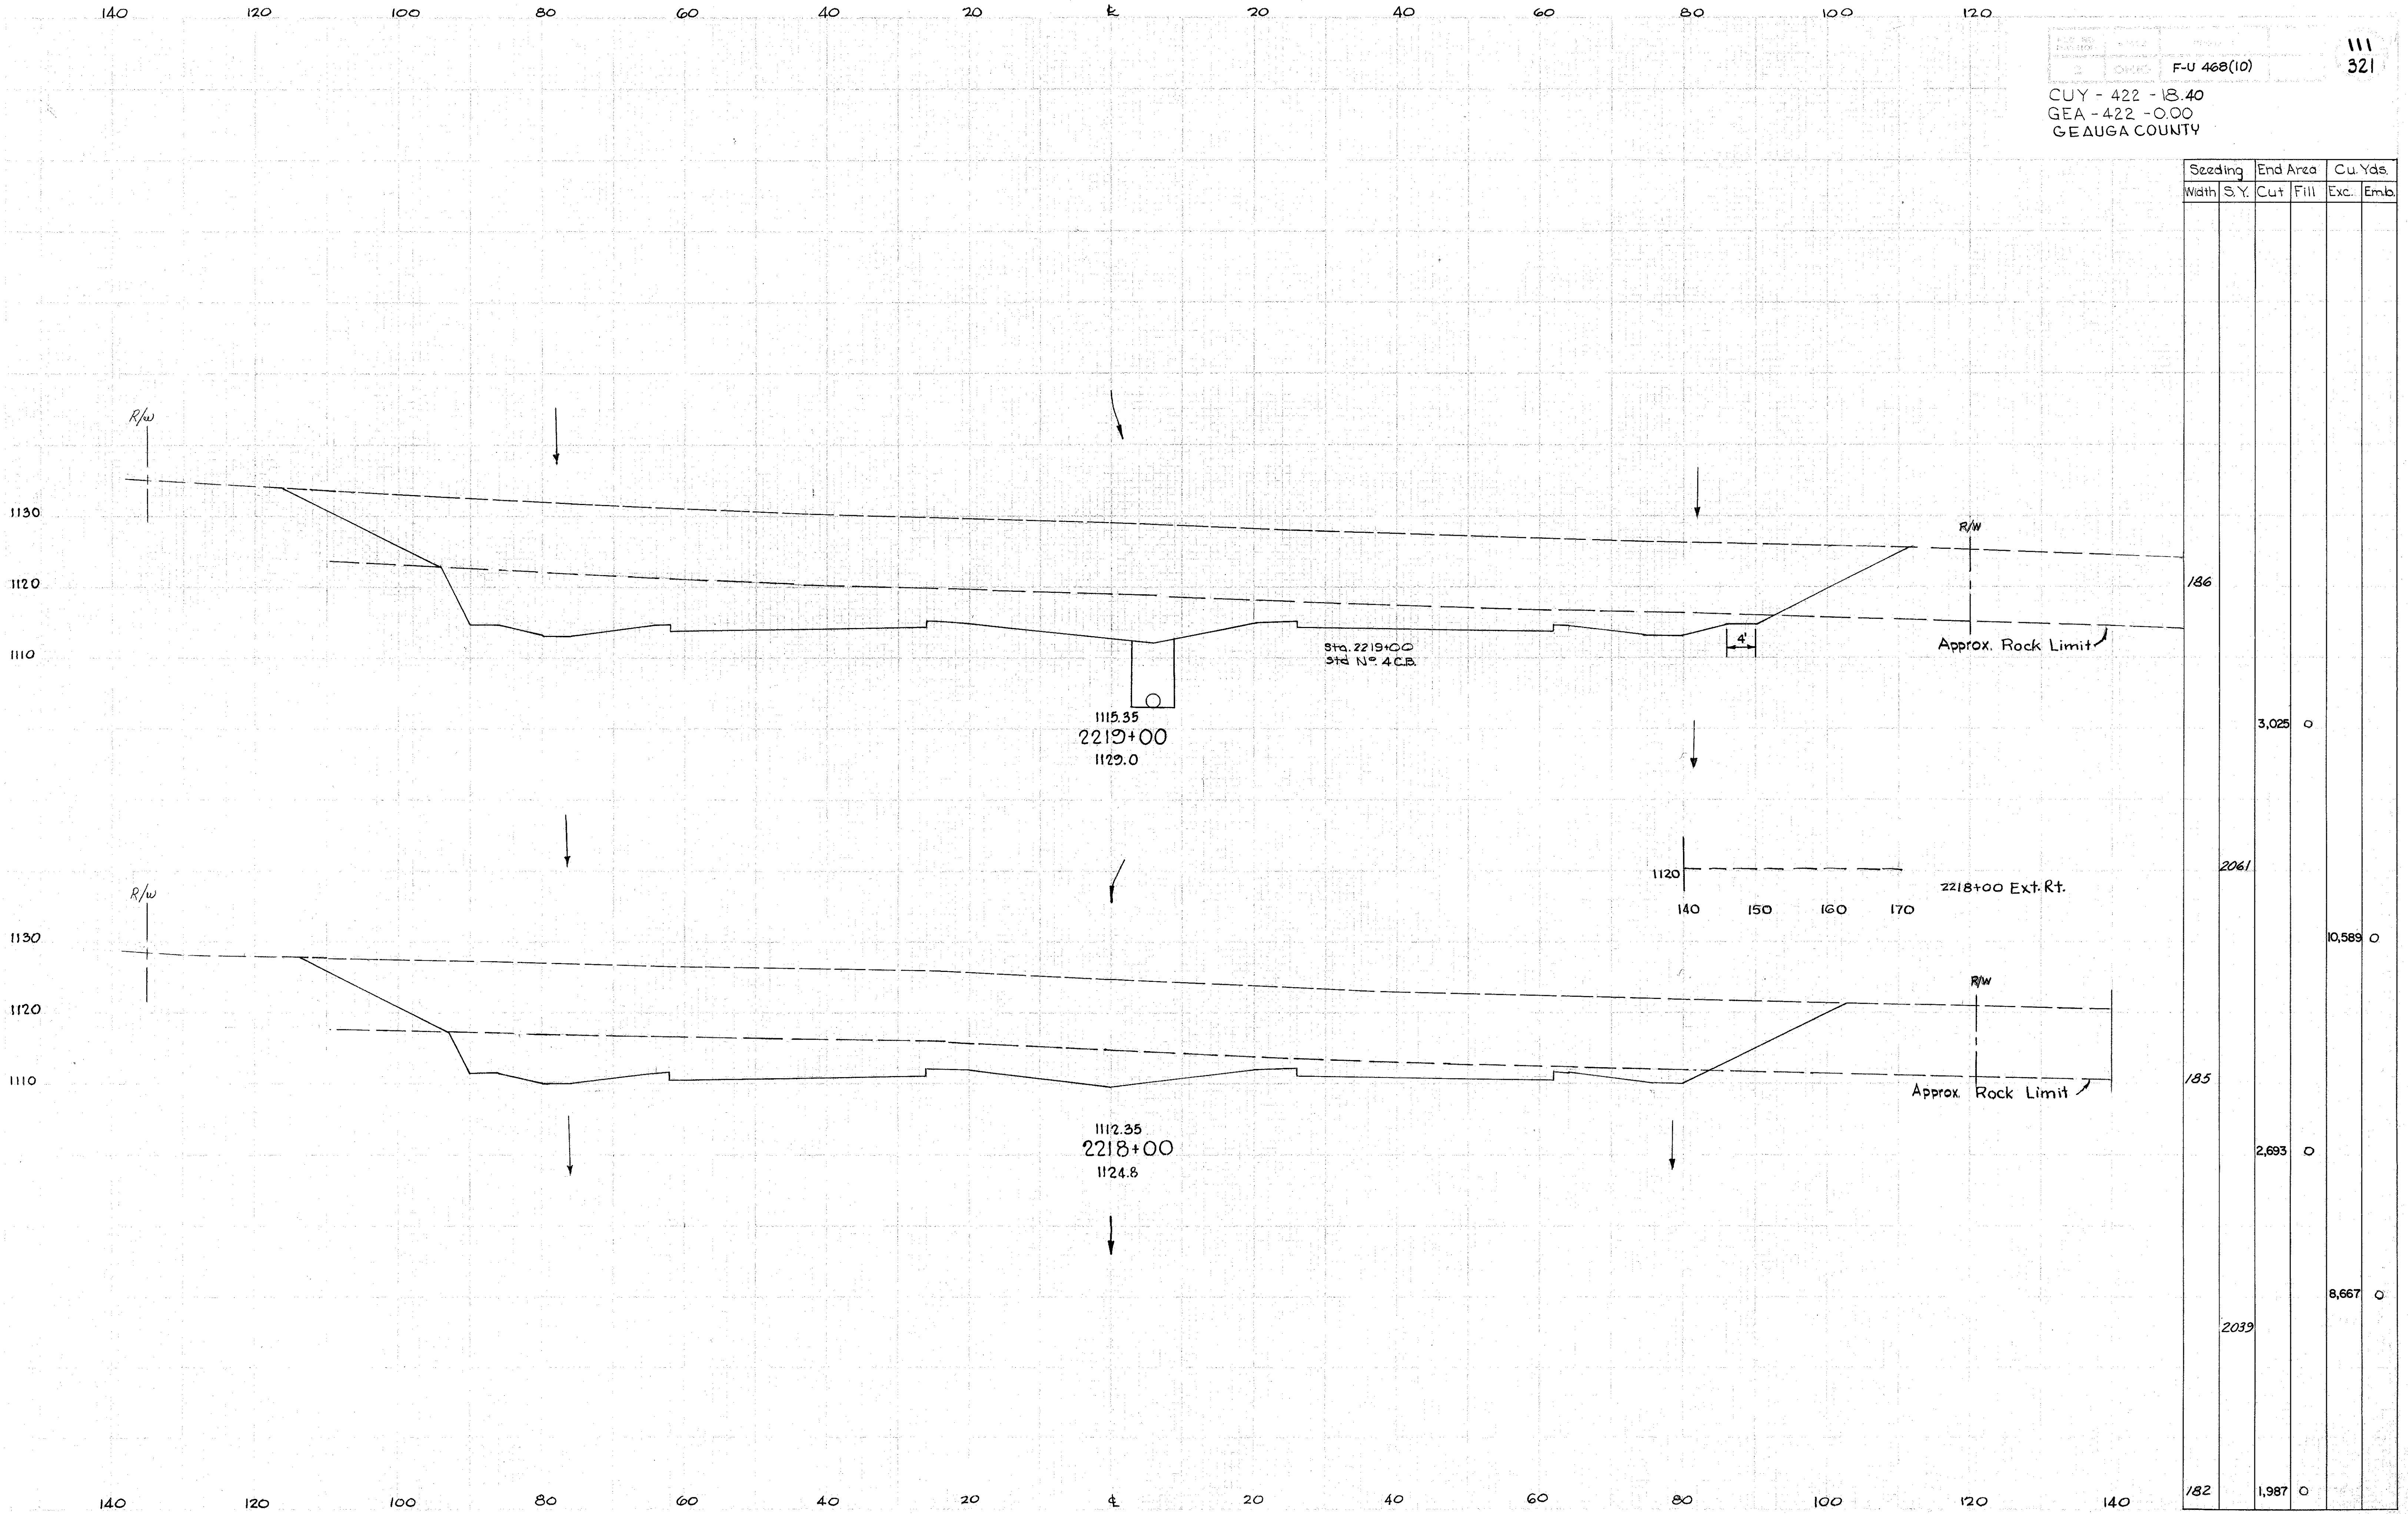 140 120 100 80 60 40 20 ℄ 20 40 60 80 100 120
111
321
F-U 468(10)
CUY - 422 - 18.40
GEA - 422 - 0.00
GEAUGA COUNTY
Seeding End Area Cu. Yds.
Width S.Y. Cut Fill Exc. Emb.
R/W
1130
R/W
1120
186
1110
Sta. 2219+00
Std Nº. 4 C.B.
4'
Approx. Rock Limit
1115.35
2219+00
1129.0
3,025 0
2061
1120
2218+00 Ext. Rt.
140 150 160 170
R/W
1130
10,589 0
R/W
1120
1110
185
Approx. Rock Limit
1112.35
2218+00
1124.8
2,693 0
8,667 0
2039
182 1,987 0
140 120 100 80 60 40 20 ℄ 20 40 60 80 100 120 140